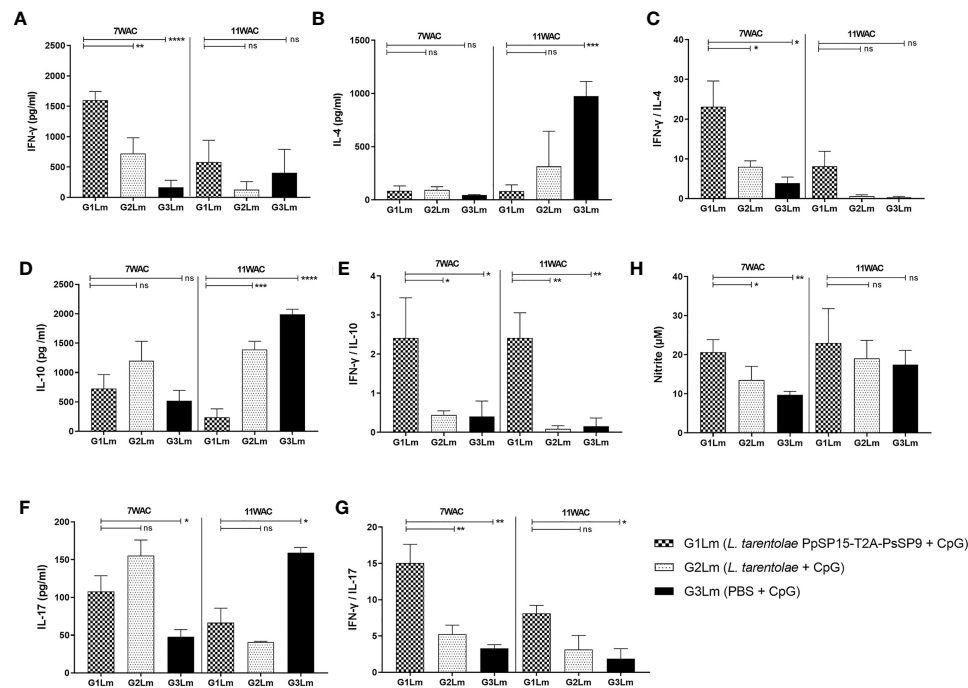 A
7WAC 11WAC
**** ns
** ns
IFN-γ (pg/ml)
2500
2000
1500
1000
500
0
G1Lm G2Lm G3Lm G1Lm G2Lm G3Lm
B
7WAC 11WAC
ns ***
ns ns
IL-4 (pg/ml)
1500
1000
500
0
G1Lm G2Lm G3Lm G1Lm G2Lm G3Lm
C
7WAC 11WAC
* ns
* ns
IFN-γ / IL-4
40
30
20
10
0
G1Lm G2Lm G3Lm G1Lm G2Lm G3Lm
D
7WAC 11WAC
ns ****
ns ***
IL-10 (pg /ml)
2500
2000
1500
1000
500
0
G1Lm G2Lm G3Lm G1Lm G2Lm G3Lm
E
7WAC 11WAC
* **
* **
IFN-γ / IL-10
4
3
2
1
0
G1Lm G2Lm G3Lm G1Lm G2Lm G3Lm
H
7WAC 11WAC
** ns
* ns
Nitrite (µM)
40
30
20
10
0
G1Lm G2Lm G3Lm G1Lm G2Lm G3Lm
F
7WAC 11WAC
* *
ns ns
IL-17 (pg/ml)
200
150
100
50
0
G1Lm G2Lm G3Lm G1Lm G2Lm G3Lm
G
7WAC 11WAC
** *
** ns
IFN-γ / IL-17
15
10
5
0
G1Lm G2Lm G3Lm G1Lm G2Lm G3Lm
G1Lm (L. tarentolae PpSP15-T2A-PsSP9 + CpG)
G2Lm (L. tarentolae + CpG)
G3Lm (PBS + CpG)